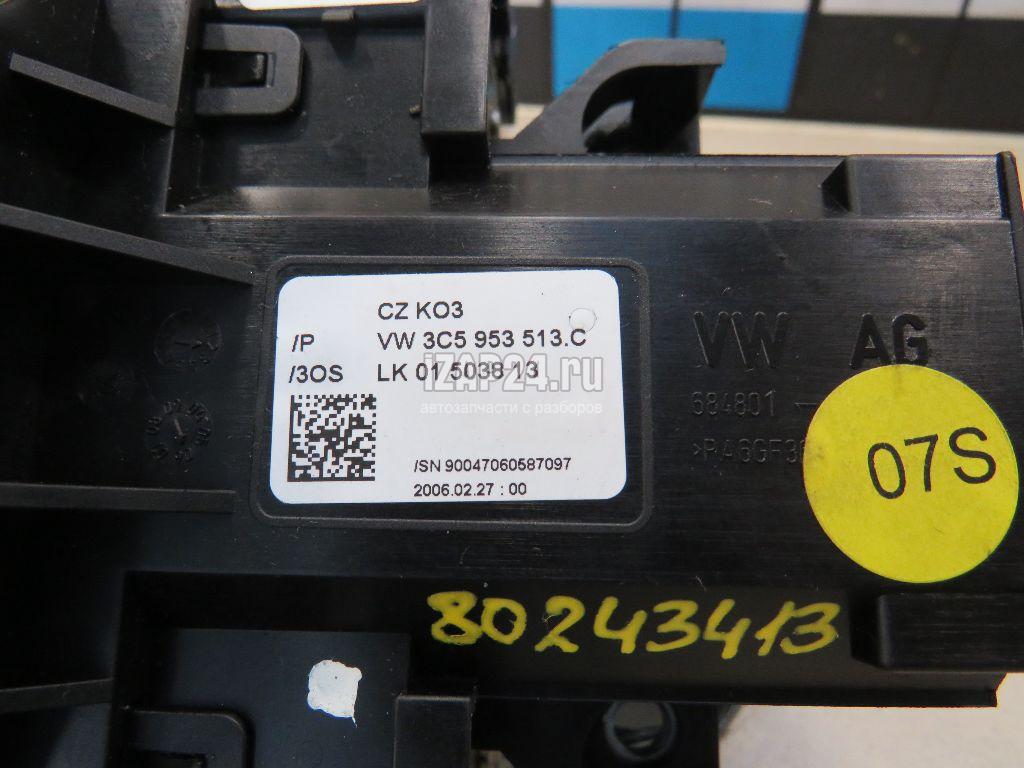 CZ KO3
/P VW 3C5 953 513.C
/3OS LK 01 5038 13
iZAP24.ru
автозапчасти с разборов
/SN 90047060587097
2006.02.27 : 00
VW AG
684801
07S
80243413